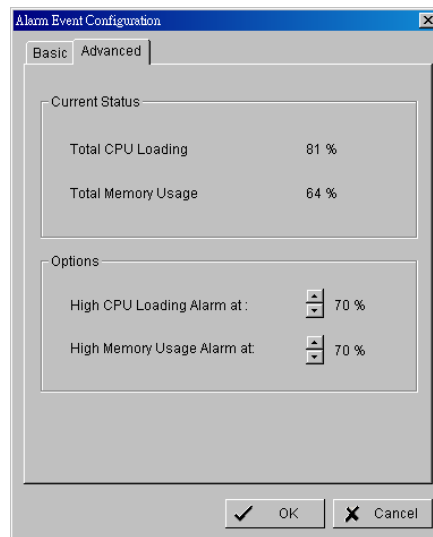 Alarm Event Configuration
Basic Advanced
Current Status
Total CPU Loading 81 %
Total Memory Usage 64 %
Options
High CPU Loading Alarm at : 70 %
High Memory Usage Alarm at: 70 %
OK Cancel